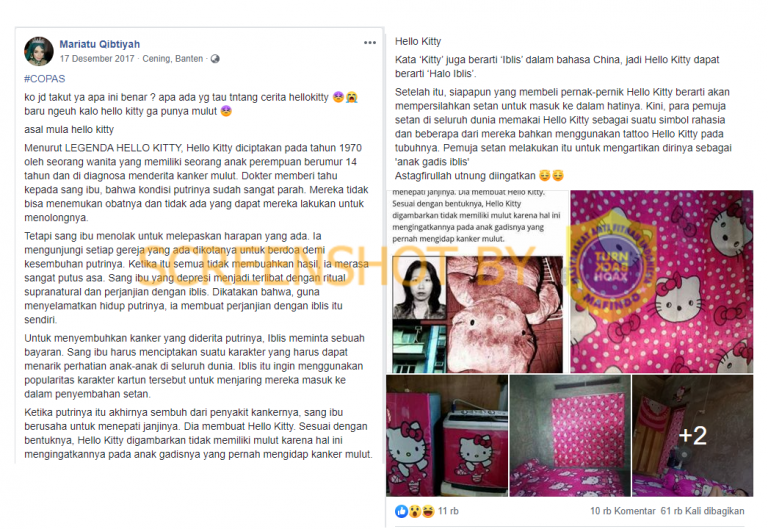 Mariatu Qibtiyah
17 Desember 2017 · Cening, Banten ·
#COPAS
ko jd takut ya apa ini benar ? apa ada yg tau tntang cerita hellokitty
baru ngeuh kalo hello kitty ga punya mulut
asal mula hello kitty
Menurut LEGENDA HELLO KITTY, Hello Kitty diciptakan pada tahun 1970
oleh seorang wanita yang memiliki seorang anak perempuan berumur 14
tahun dan di diagnosa menderita kanker mulut. Dokter memberi tahu
kepada sang ibu, bahwa kondisi putrinya sudah sangat parah. Mereka tidak
bisa menemukan obatnya dan tidak ada yang dapat mereka lakukan untuk
menolongnya.
Tetapi sang ibu menolak untuk melepaskan harapan yang ada. Ia
mengunjungi setiap gereja yang ada dikotanya untuk berdoa demi
kesembuhan putrinya. Ketika itu semua tidak membuahkan hasil, ia merasa
sangat putus asa. Sang ibu yang depresi menjadi terlibat dengan ritual
supranatural dan perjanjian dengan iblis. Dikatakan bahwa, guna
menyelamatkan hidup putrinya, ia membuat perjanjian dengan iblis itu
sendiri.
Untuk menyembuhkan kanker yang diderita putrinya, Iblis meminta sebuah
bayaran. Sang ibu harus menciptakan suatu karakter yang harus dapat
menarik perhatian anak-anak di seluruh dunia. Iblis itu ingin menggunakan
popularitas karakter kartun tersebut untuk menjaring mereka masuk ke
dalam penyembahan setan.
Ketika putrinya itu akhirnya sembuh dari penyakit kankernya, sang ibu
berusaha untuk menepati janjinya. Dia membuat Hello Kitty. Sesuai dengan
bentuknya, Hello Kitty digambarkan tidak memiliki mulut karena hal ini
mengingatkannya pada anak gadisnya yang pernah mengidap kanker mulut.
Hello Kitty
Kata 'Kitty' juga berarti 'Iblis' dalam bahasa China, jadi Hello Kitty dapat
berarti 'Halo Iblis'.
Setelah itu, siapapun yang membeli pernak-pernik Hello Kitty berarti akan
mempersilahkan setan untuk masuk ke dalam hatinya. Kini, para pemuja
setan di seluruh dunia memakai Hello Kitty sebagai suatu simbol rahasia
dan beberapa dari mereka bahkan menggunakan tattoo Hello Kitty pada
tubuhnya. Pemuja setan melakukan itu untuk mengartikan dirinya sebagai
'anak gadis iblis'
Astagfirullah utnung diingatkan
menepati janjinya. Dia membuat Hello Kitty.
Sesuai dengan bentuknya, Hello Kitty
digambarkan tidak memiliki mulut karena hal ini
mengingatkannya pada anak gadisnya yang
pernah mengidap kanker mulut.
SCREENSHOT BY
TURN
BACK
HOAX
MAFINDO
+2
11 rb
10 rb Komentar 61 rb Kali dibagikan